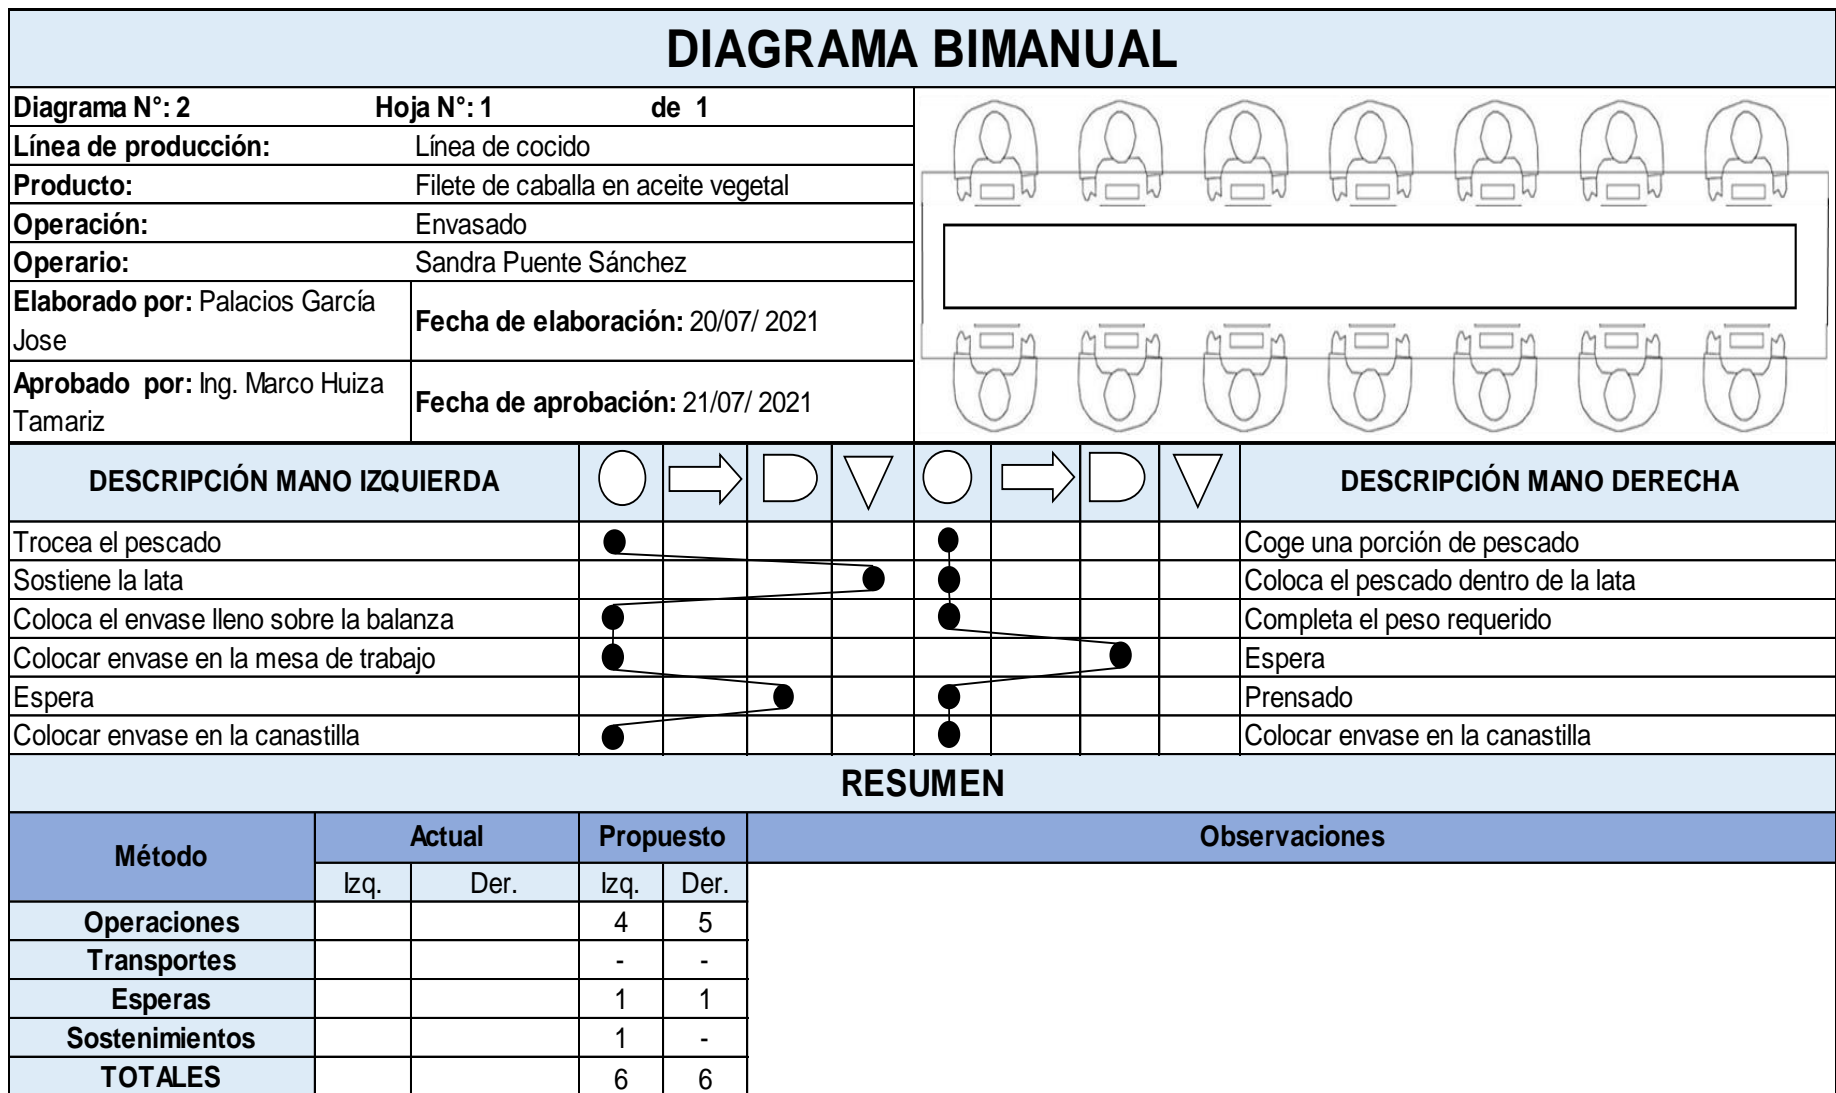 DIAGRAMA BIMANUAL
Diagrama N°: 2 Hoja N°: 1 de 1
Línea de producción: Línea de cocido
Producto: Filete de caballa en aceite vegetal
Operación: Envasado
Operario: Sandra Puente Sánchez
Elaborado por: Palacios García
Jose
Fecha de elaboración: 20/07/ 2021
Aprobado por: Ing. Marco Huiza
Tamariz
Fecha de aprobación: 21/07/ 2021
DESCRIPCIÓN MANO IZQUIERDA DESCRIPCIÓN MANO DERECHA
Trocea el pescado Coge una porción de pescado
Sostiene la lata Coloca el pescado dentro de la lata
Coloca el envase lleno sobre la balanza Completa el peso requerido
Colocar envase en la mesa de trabajo Espera
Espera Prensado
Colocar envase en la canastilla Colocar envase en la canastilla
RESUMEN
Método Actual Propuesto Observaciones
Izq. Der. Izq. Der.
Operaciones 4 5
Transportes - -
Esperas 1 1
Sostenimientos 1 -
TOTALES 6 6